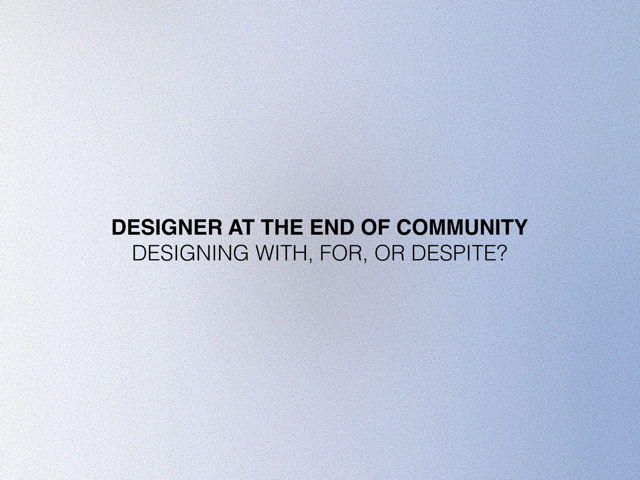 DESIGNER AT THE END OF COMMUNITY
DESIGNING WITH, FOR, OR DESPITE?